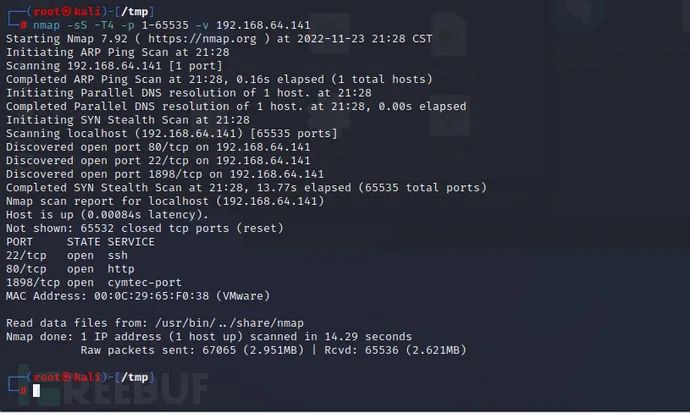 ┌──(root㉿kali)-[/tmp]
└─# nmap -sS -T4 -p 1-65535 -v 192.168.64.141
Starting Nmap 7.92 ( https://nmap.org ) at 2022-11-23 21:28 CST
Initiating ARP Ping Scan at 21:28
Scanning 192.168.64.141 [1 port]
Completed ARP Ping Scan at 21:28, 0.16s elapsed (1 total hosts)
Initiating Parallel DNS resolution of 1 host. at 21:28
Completed Parallel DNS resolution of 1 host. at 21:28, 0.00s elapsed
Initiating SYN Stealth Scan at 21:28
Scanning localhost (192.168.64.141) [65535 ports]
Discovered open port 80/tcp on 192.168.64.141
Discovered open port 22/tcp on 192.168.64.141
Discovered open port 1898/tcp on 192.168.64.141
Completed SYN Stealth Scan at 21:28, 13.77s elapsed (65535 total ports)
Nmap scan report for localhost (192.168.64.141)
Host is up (0.00084s latency).
Not shown: 65532 closed tcp ports (reset)
PORT     STATE SERVICE
22/tcp   open  ssh
80/tcp   open  http
1898/tcp open  cymtec-port
MAC Address: 00:0C:29:65:F0:38 (VMware)
Read data files from: /usr/bin/../share/nmap
Nmap done: 1 IP address (1 host up) scanned in 14.29 seconds
Raw packets sent: 67065 (2.951MB) | Rcvd: 65536 (2.621MB)
┌──(root㉿kali)-[/tmp]
└─#
FREEBUF